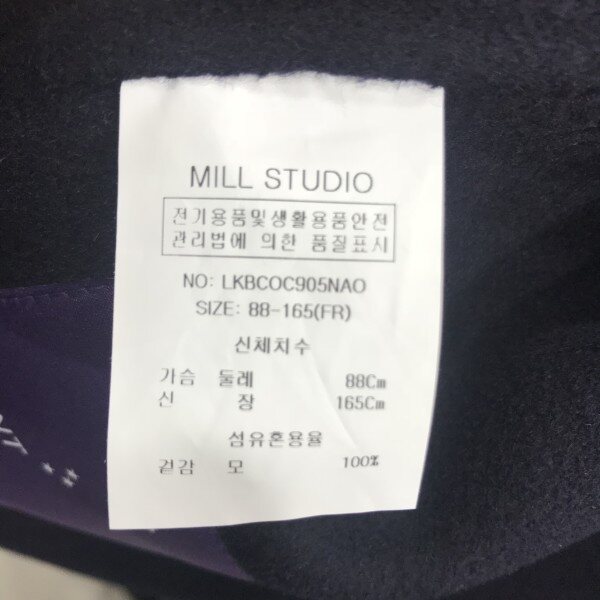 MILL STUDIO
전기용품및생활용품안전
관리법에 의한 품질표시
NO: LKBCOC905NAO
SIZE: 88-165(FR)
신체치수
가슴 둘레 88Cm
신 장 165Cm
섬유혼용율
겉감 모 100%